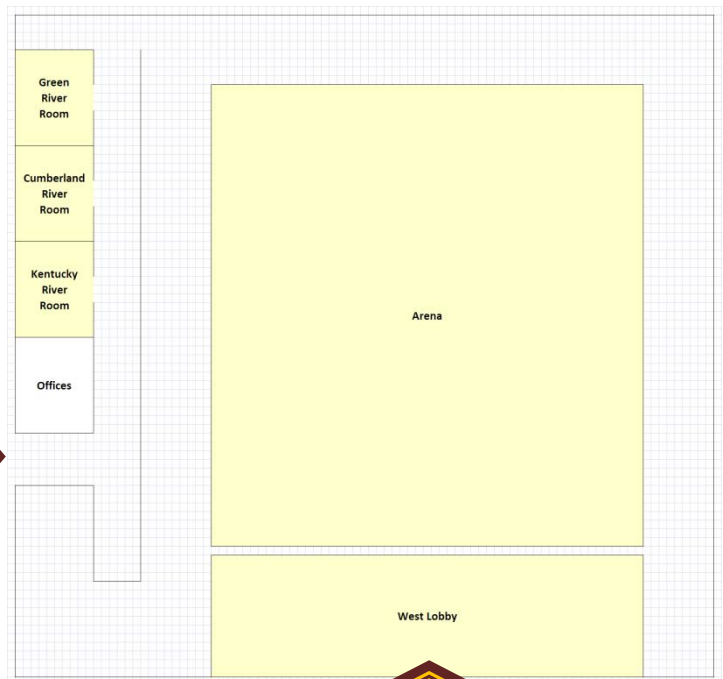 Green
River
Room
Cumberland
River
Room
Kentucky
River
Room
Arena
Offices
West Lobby